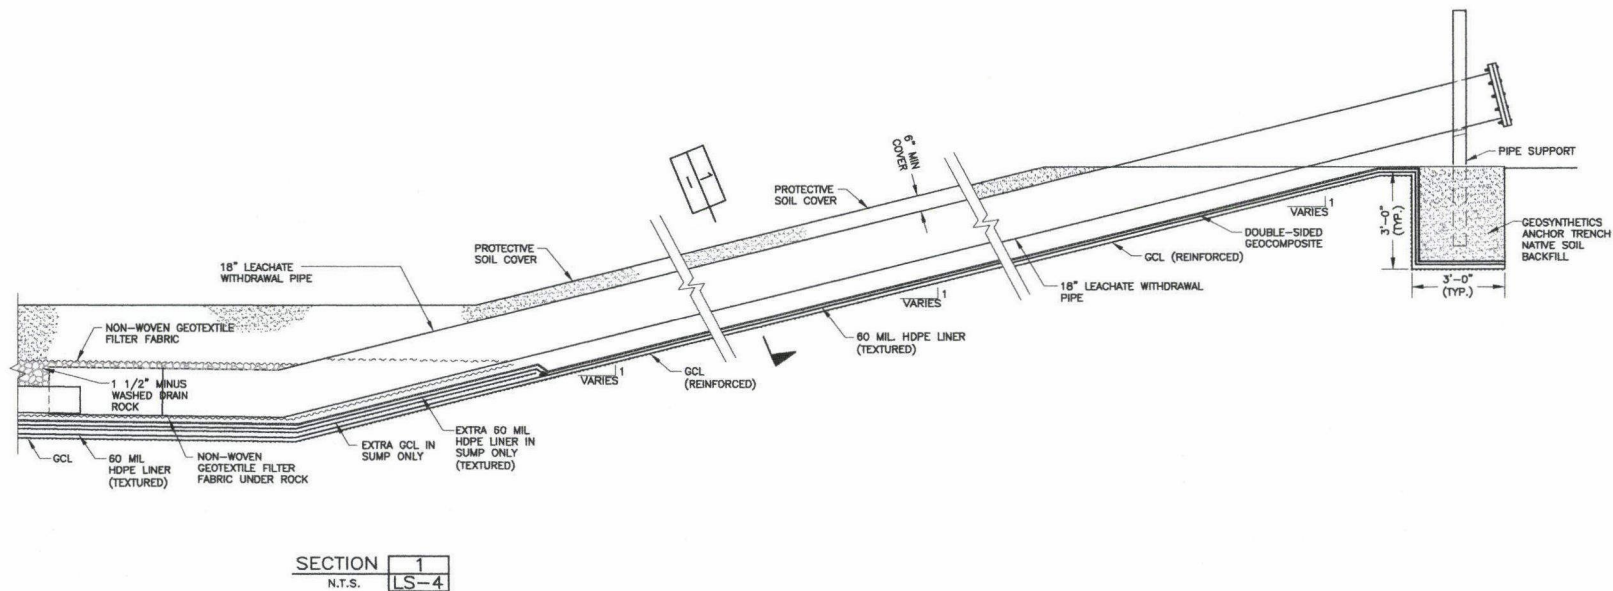 PIPE SUPPORT
6" MIN
COVER
1
–
PROTECTIVE
SOIL COVER
1
VARIES
3'-0"
(TYP.)
GEOSYNTHETICS
ANCHOR TRENCH
NATIVE SOIL
BACKFILL
DOUBLE-SIDED
GEOCOMPOSITE
PROTECTIVE
SOIL COVER
GCL (REINFORCED)
18" LEACHATE
WITHDRAWAL PIPE
3'-0"
(TYP.)
18" LEACHATE WITHDRAWAL
PIPE
1
VARIES
NON-WOVEN GEOTEXTILE
FILTER FABRIC
60 MIL. HDPE LINER
(TEXTURED)
1
VARIES
GCL
(REINFORCED)
1 1/2" MINUS
WASHED DRAIN
ROCK
EXTRA GCL IN
SUMP ONLY
EXTRA 60 MIL
HDPE LINER IN
SUMP ONLY
(TEXTURED)
GCL
60 MIL
HDPE LINER
(TEXTURED)
NON-WOVEN
GEOTEXTILE FILTER
FABRIC UNDER ROCK
SECTION 1
N.T.S. LS-4